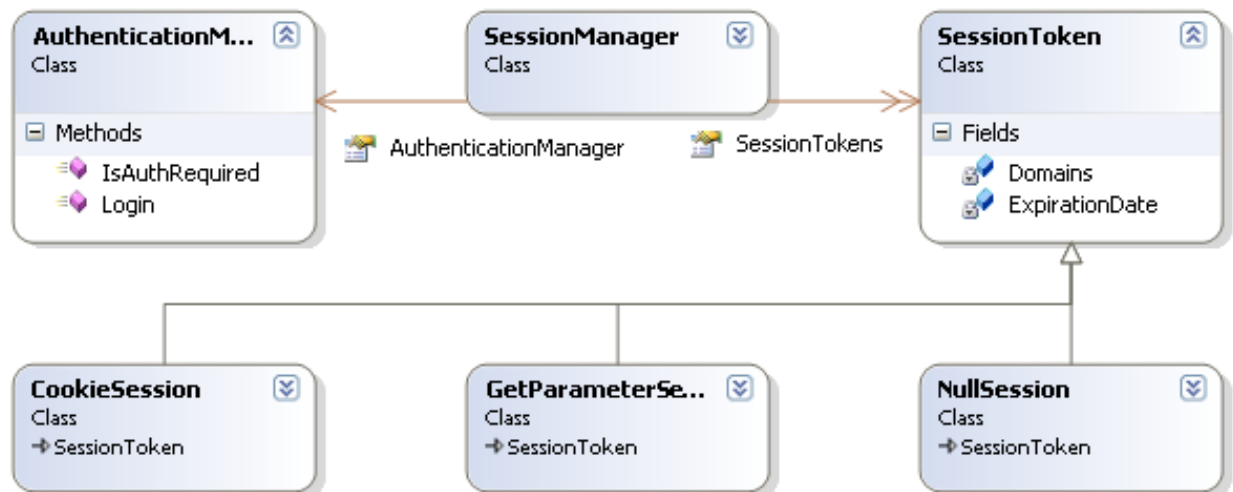 AuthenticationM...
Class
Methods
IsAuthRequired
Login
SessionManager
Class
AuthenticationManager
SessionTokens
SessionToken
Class
Fields
Domains
ExpirationDate
CookieSession
Class
SessionToken
GetParameterSe...
Class
SessionToken
NullSession
Class
SessionToken